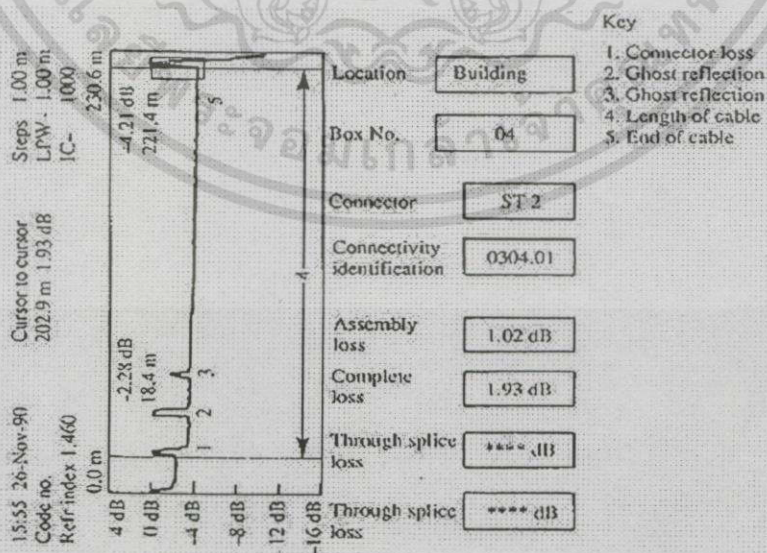 Steps 1.00 m
LPW- 1.00 m
IC- 1000
Cursor to cursor
202.9 m 1.93 dB
15:55 26-Nov-90
Code no.
Refr index 1.460
230.6 m
-4.21 dB
221.4 m
-2.28 dB
18.4 m
0.0 m
1
2
3
4
5
4 dB
0 dB
-4 dB
-8 dB
-12 dB
-16 dB
Location Building
Box No. 04
Connector ST 2
Connectivity
identification 0304.01
Assembly
loss 1.02 dB
Complete
loss 1.93 dB
Through splice
loss **** dB
Through splice
loss **** dB
Key
1. Connector loss
2. Ghost reflection
3. Ghost reflection
4. Length of cable
5. End of cable